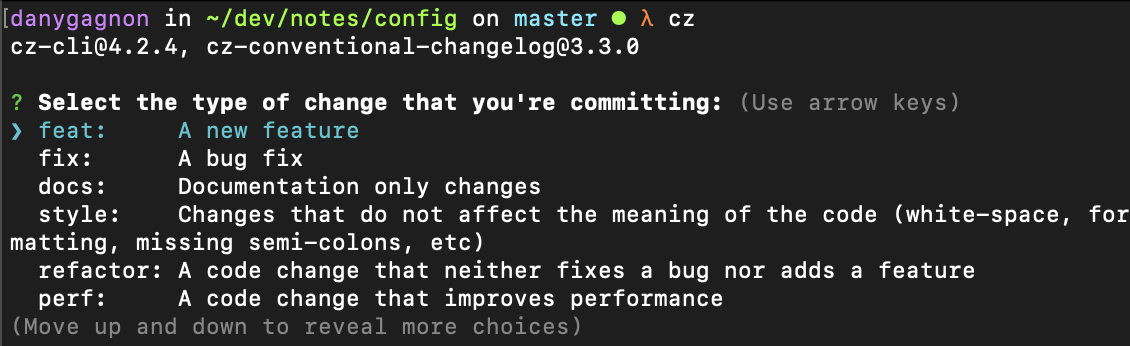 [danygagnon in ~/dev/notes/config on master ● λ cz
cz-cli@4.2.4, cz-conventional-changelog@3.3.0
? Select the type of change that you're committing: (Use arrow keys)
❯ feat:     A new feature
  fix:      A bug fix
  docs:     Documentation only changes
  style:    Changes that do not affect the meaning of the code (white-space, for
matting, missing semi-colons, etc)
  refactor: A code change that neither fixes a bug nor adds a feature
  perf:     A code change that improves performance
(Move up and down to reveal more choices)